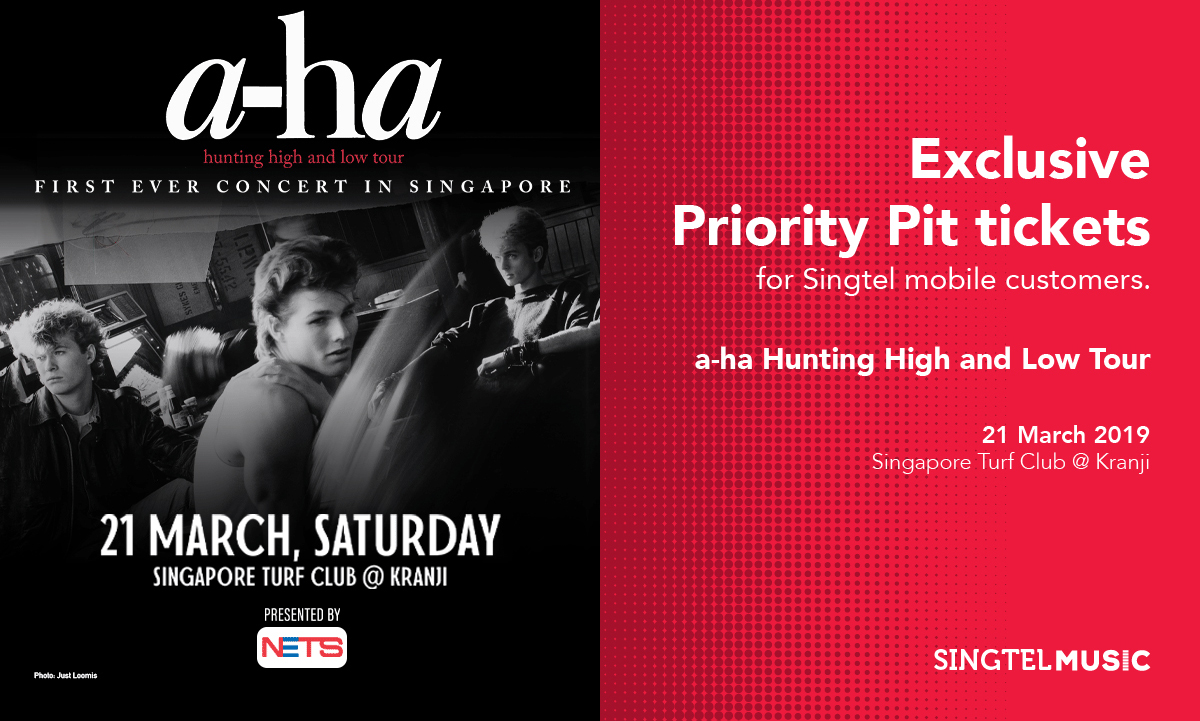 a-ha
hunting high and low tour
FIRST EVER CONCERT IN SINGAPORE
21 MARCH, SATURDAY
SINGAPORE TURF CLUB @ KRANJI
PRESENTED BY
NETS
Photo: Just Loomis
Exclusive
Priority Pit tickets
for Singtel mobile customers.
a-ha Hunting High and Low Tour
21 March 2019
Singapore Turf Club @ Kranji
SINGTEL MUSIC